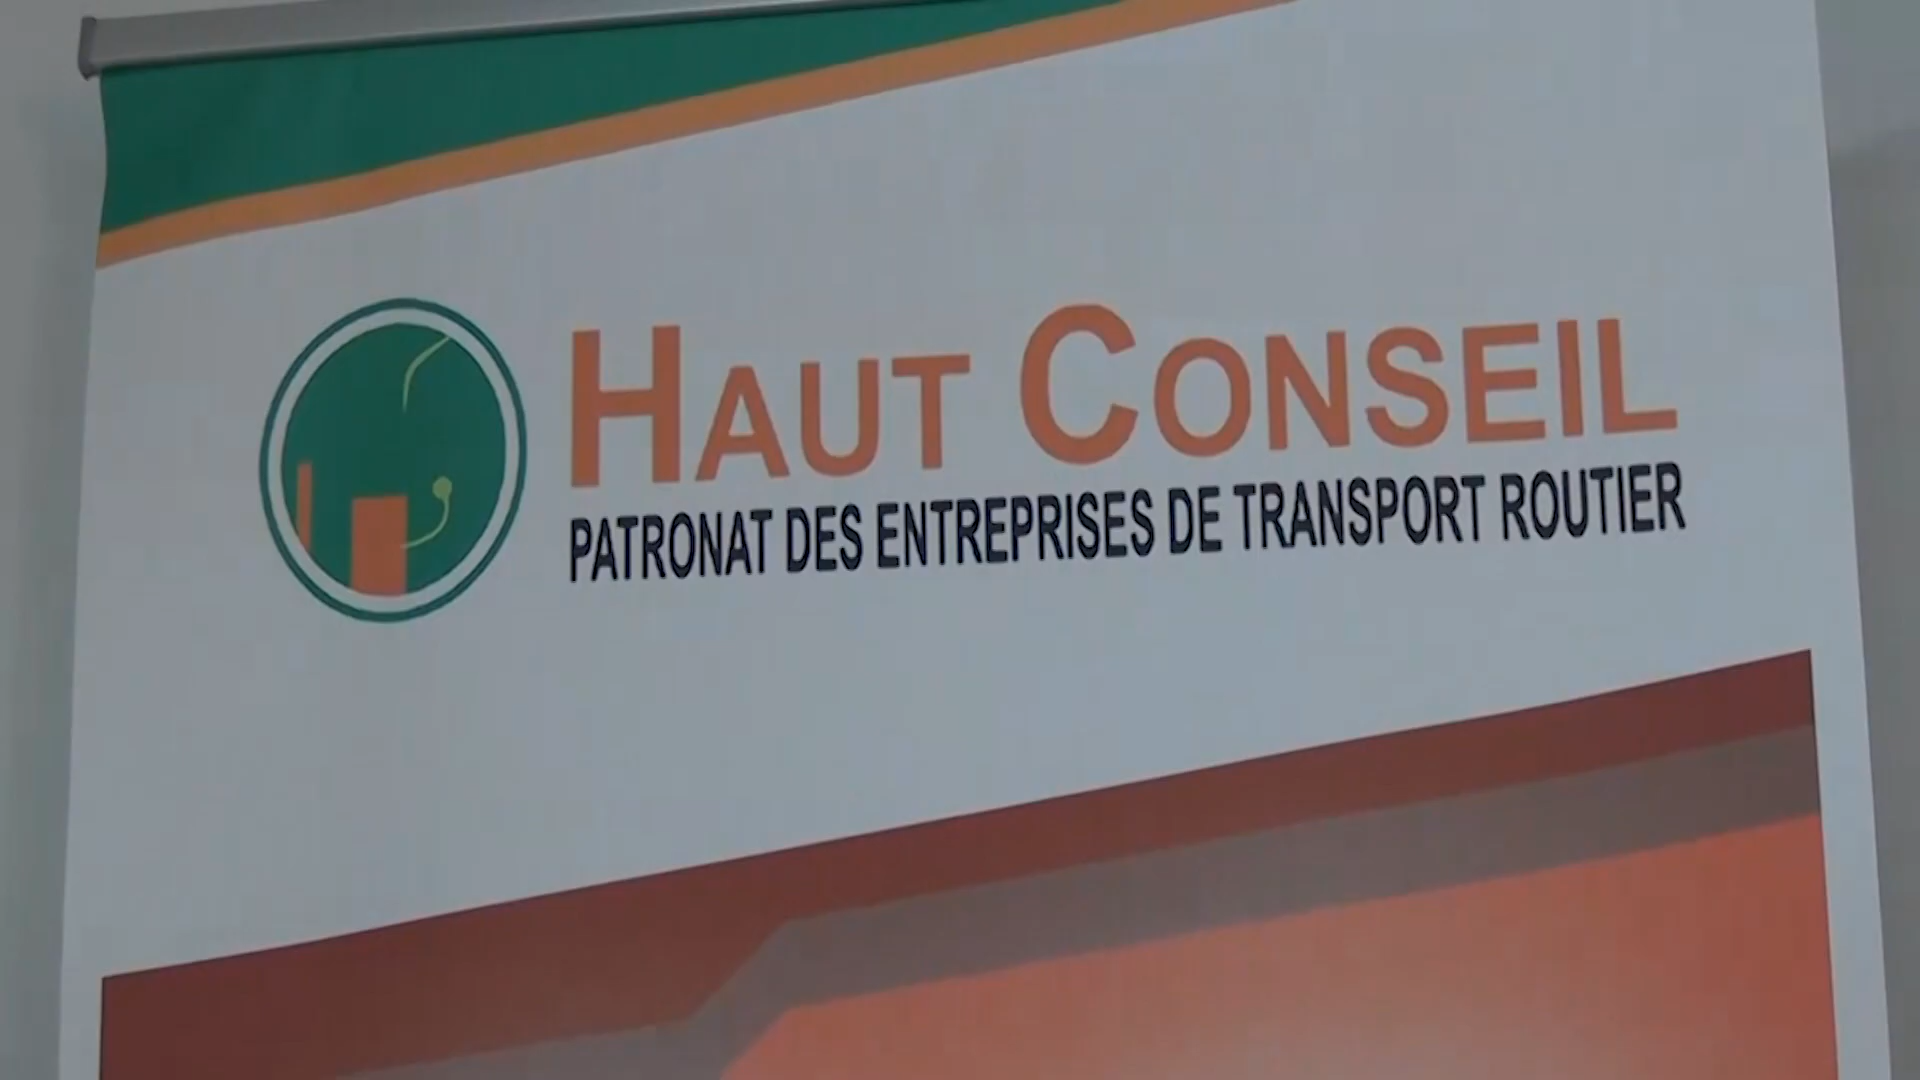 HAUT CONSEIL
PATRONAT DES ENTREPRISES DE TRANSPORT ROUTIER